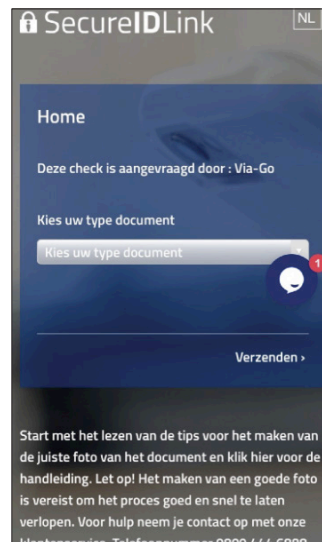 SecureIDLink
NL
Home
Deze check is aangevraagd door : Via-Go
Kies uw type document
Kies uw type document
1
Verzenden ›
Start met het lezen van de tips voor het maken van
de juiste foto van het document en klik hier voor de
handleiding. Let op! Het maken van een goede foto
is vereist om het proces goed en snel te laten
verlopen. Voor hulp neem je contact op met onze
klantenservice. Telefoonnummer